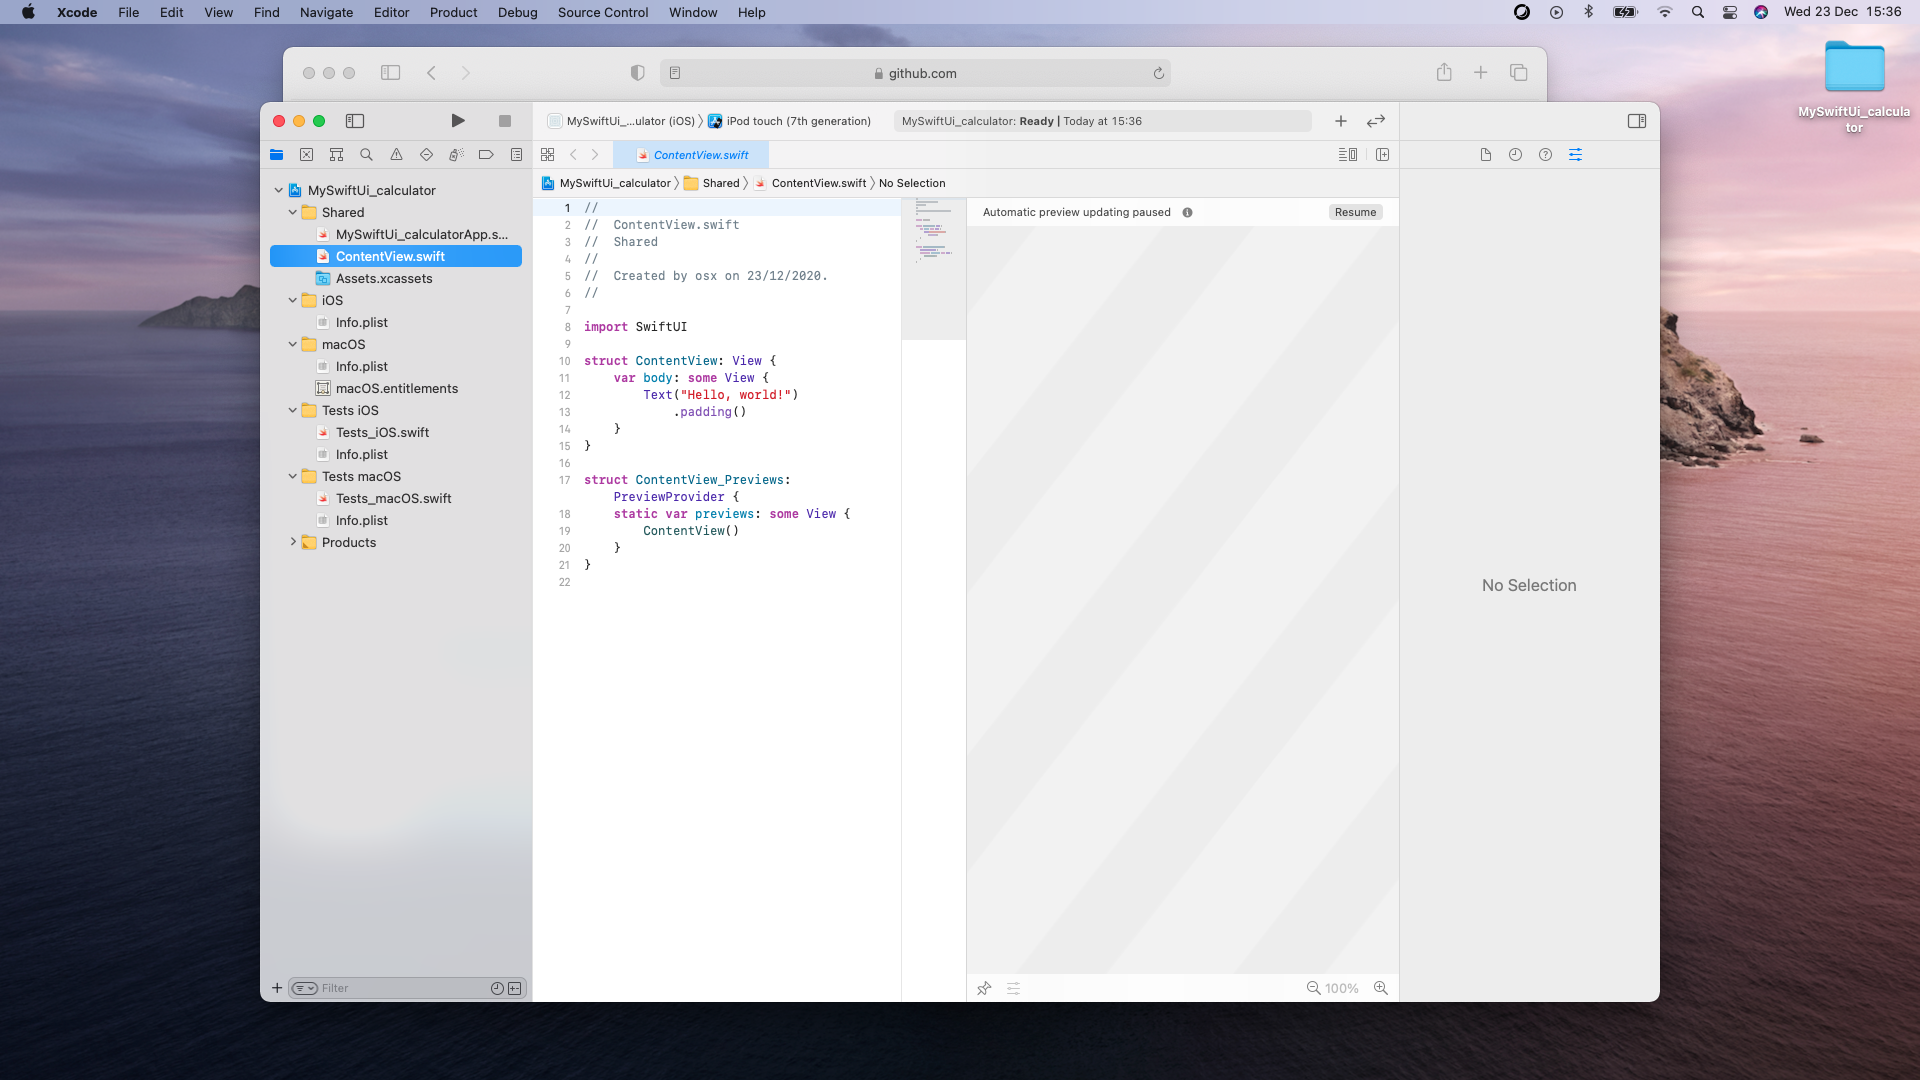 Xcode File Edit View Find Navigate Editor Product Debug Source Control Window Help
Wed 23 Dec 15:36
github.com
MySwiftUi_calcula
tor
MySwiftUi_...ulator (iOS) iPod touch (7th generation)
MySwiftUi_calculator: Ready | Today at 15:36
ContentView.swift
MySwiftUi_calculator Shared ContentView.swift No Selection
MySwiftUi_calculator
Shared
MySwiftUi_calculatorApp.s...
ContentView.swift
Assets.xcassets
iOS
Info.plist
macOS
Info.plist
macOS.entitlements
Tests iOS
Tests_iOS.swift
Info.plist
Tests macOS
Tests_macOS.swift
Info.plist
Products
Filter
1 //
2 //  ContentView.swift
3 //  Shared
4 //
5 //  Created by osx on 23/12/2020.
6 //
7
8 import SwiftUI
9
10 struct ContentView: View {
11     var body: some View {
12         Text("Hello, world!")
13             .padding()
14     }
15 }
16
17 struct ContentView_Previews:
    PreviewProvider {
18     static var previews: some View {
19         ContentView()
20     }
21 }
22
Automatic preview updating paused
Resume
100%
No Selection